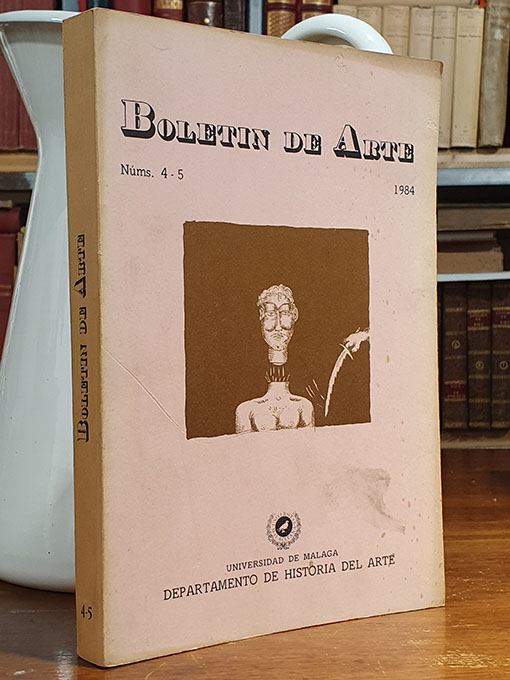 BOLETIN DE ARTE
Núms. 4 - 5
1984
UNIVERSIDAD DE MALAGA
DEPARTAMENTO DE HISTORIA DEL ARTE
BOLETIN DE ARTE
4-5